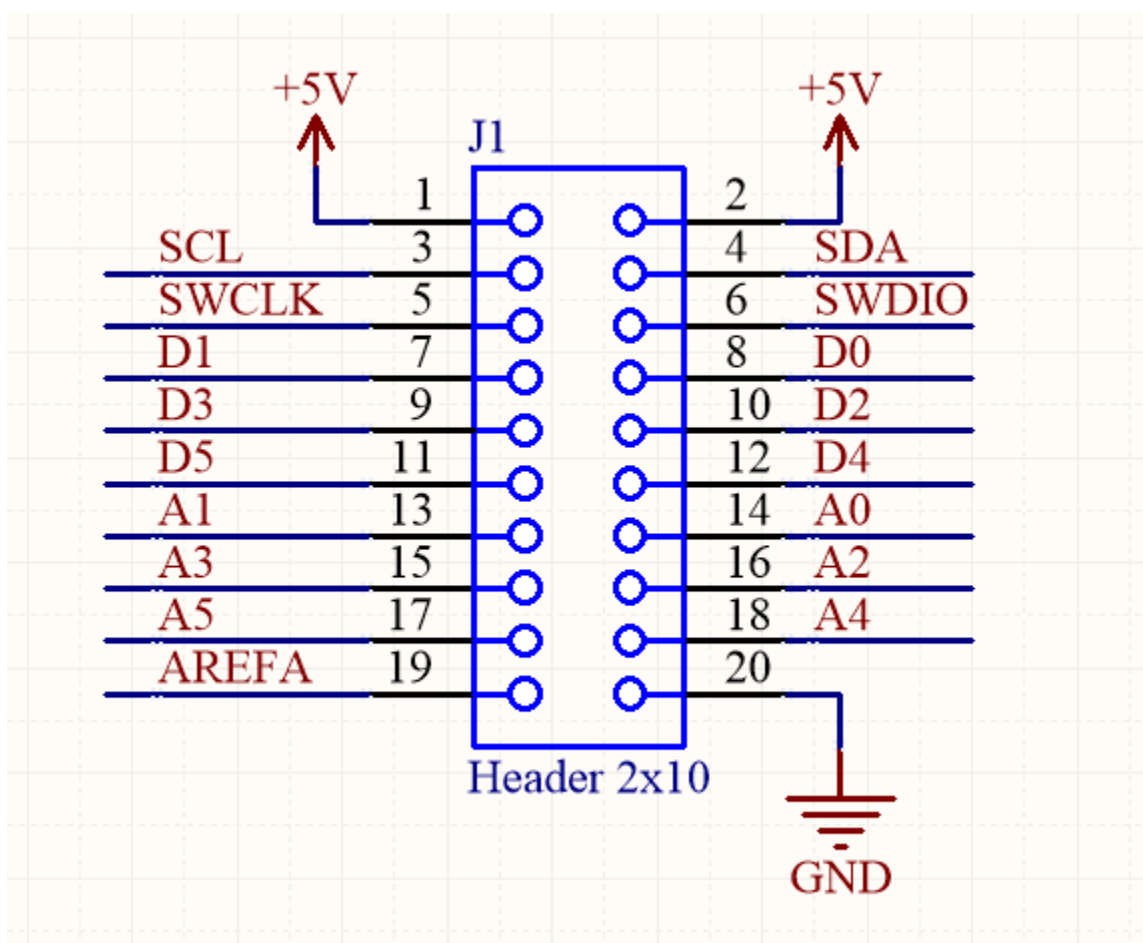 +5V +5V
J1
1 2
SCL 3 4 SDA
SWCLK 5 6 SWDIO
D1 7 8 D0
D3 9 10 D2
D5 11 12 D4
A1 13 14 A0
A3 15 16 A2
A5 17 18 A4
AREFA 19 20
Header 2x10
GND